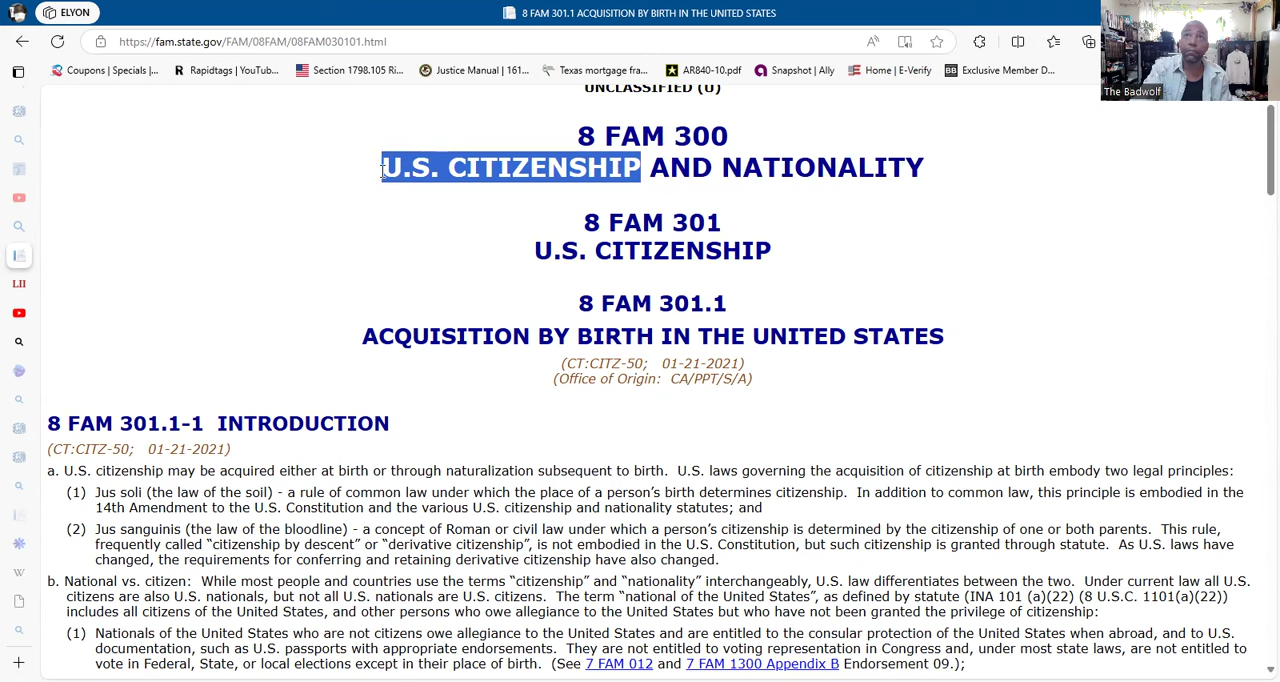 ELYON
8 FAM 301.1 ACQUISITION BY BIRTH IN THE UNITED STATES
https://fam.state.gov/FAM/08FAM/08FAM030101.html
Coupons | Specials |...
Rapidtags | YouTub...
Section 1798.105 Ri...
Justice Manual | 161...
Texas mortgage fra...
AR840-10.pdf
Snapshot | Ally
Home | E-Verify
BB Exclusive Member D...
The Badwolf
LII
W
UNCLASSIFIED (U)
8 FAM 300
U.S. CITIZENSHIP AND NATIONALITY
8 FAM 301
U.S. CITIZENSHIP
8 FAM 301.1
ACQUISITION BY BIRTH IN THE UNITED STATES
(CT:CITZ-50; 01-21-2021)
(Office of Origin: CA/PPT/S/A)
8 FAM 301.1-1 INTRODUCTION
(CT:CITZ-50; 01-21-2021)
a. U.S. citizenship may be acquired either at birth or through naturalization subsequent to birth. U.S. laws governing the acquisition of citizenship at birth embody two legal principles:
(1) Jus soli (the law of the soil) - a rule of common law under which the place of a person's birth determines citizenship. In addition to common law, this principle is embodied in the
14th Amendment to the U.S. Constitution and the various U.S. citizenship and nationality statutes; and
(2) Jus sanguinis (the law of the bloodline) - a concept of Roman or civil law under which a person's citizenship is determined by the citizenship of one or both parents. This rule,
frequently called "citizenship by descent" or "derivative citizenship", is not embodied in the U.S. Constitution, but such citizenship is granted through statute. As U.S. laws have
changed, the requirements for conferring and retaining derivative citizenship have also changed.
b. National vs. citizen: While most people and countries use the terms "citizenship" and "nationality" interchangeably, U.S. law differentiates between the two. Under current law all U.S.
citizens are also U.S. nationals, but not all U.S. nationals are U.S. citizens. The term "national of the United States", as defined by statute (INA 101 (a)(22) (8 U.S.C. 1101(a)(22))
includes all citizens of the United States, and other persons who owe allegiance to the United States but who have not been granted the privilege of citizenship:
(1) Nationals of the United States who are not citizens owe allegiance to the United States and are entitled to the consular protection of the United States when abroad, and to U.S.
documentation, such as U.S. passports with appropriate endorsements. They are not entitled to voting representation in Congress and, under most state laws, are not entitled to
vote in Federal, State, or local elections except in their place of birth. (See 7 FAM 012 and 7 FAM 1300 Appendix B Endorsement 09.);